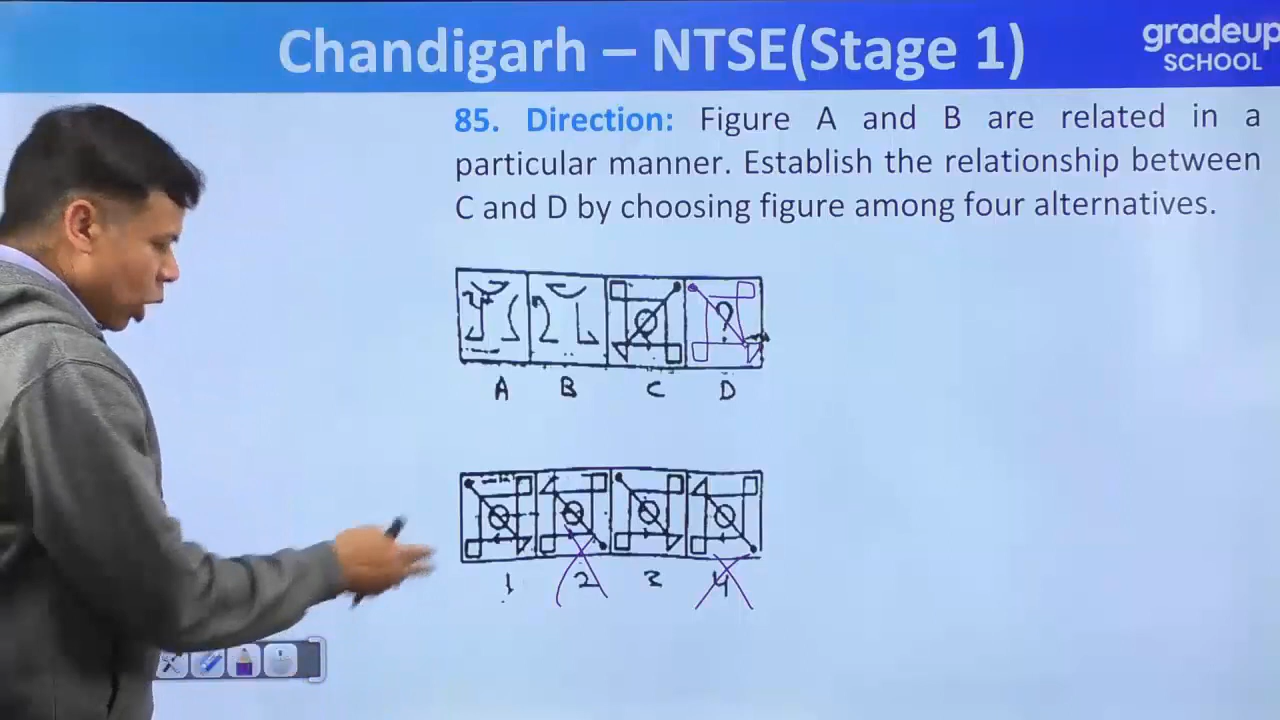 Chandigarh – NTSE(Stage 1)
gradeup
SCHOOL
85. Direction: Figure A and B are related in a
particular manner. Establish the relationship between
C and D by choosing figure among four alternatives.
?
A B C D
1 2 3 4